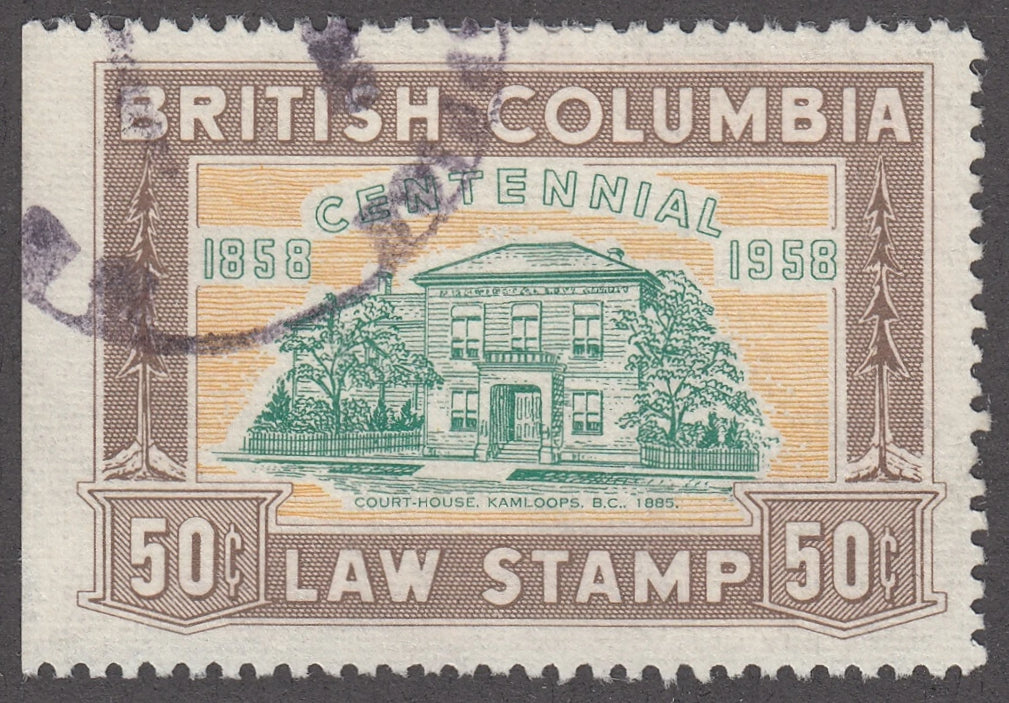 BRITISH COLUMBIA
CENTENNIAL
1858 1958
COURT-HOUSE, KAMLOOPS, B.C., 1885.
50¢ LAW STAMP 50¢